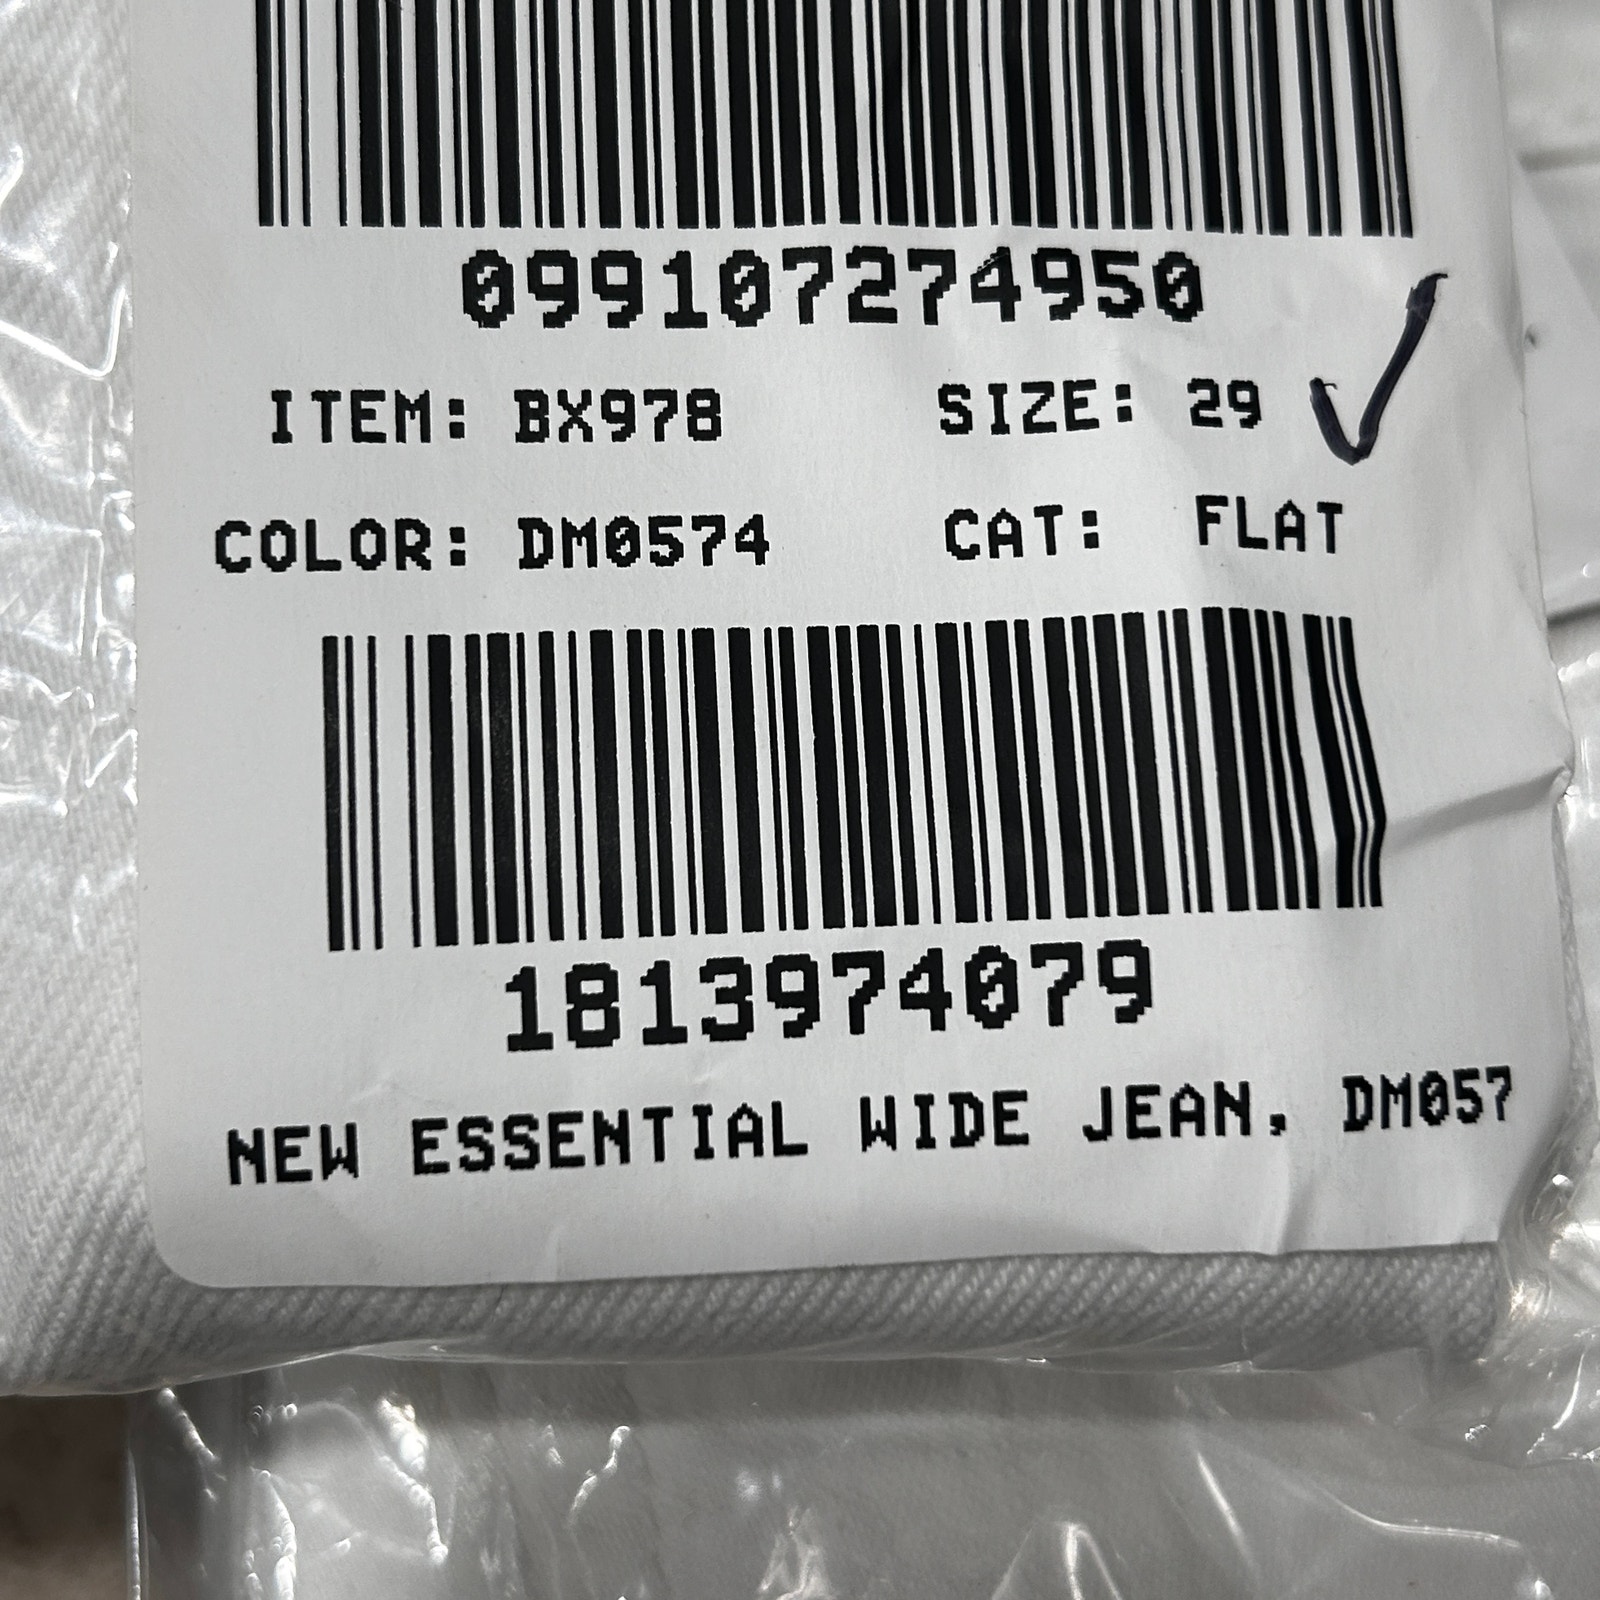 099107274950
ITEM: BX978 SIZE: 29
COLOR: DM0574 CAT: FLAT
1813974079
NEW ESSENTIAL WIDE JEAN, DM057